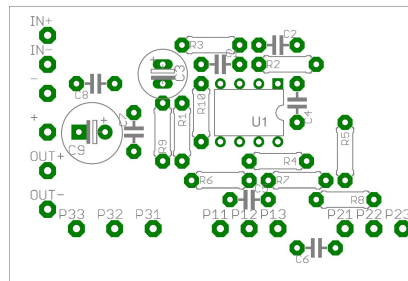 IN+
R3
C2
IN-
R2
C3
-
C8
R10
C4
+
U1
C9
R9
R11
R5
OUT+
R4
R6
R7
OUT-
R8
P33 P32 P31 P11 P12 P13 P21 P22 P23
C6